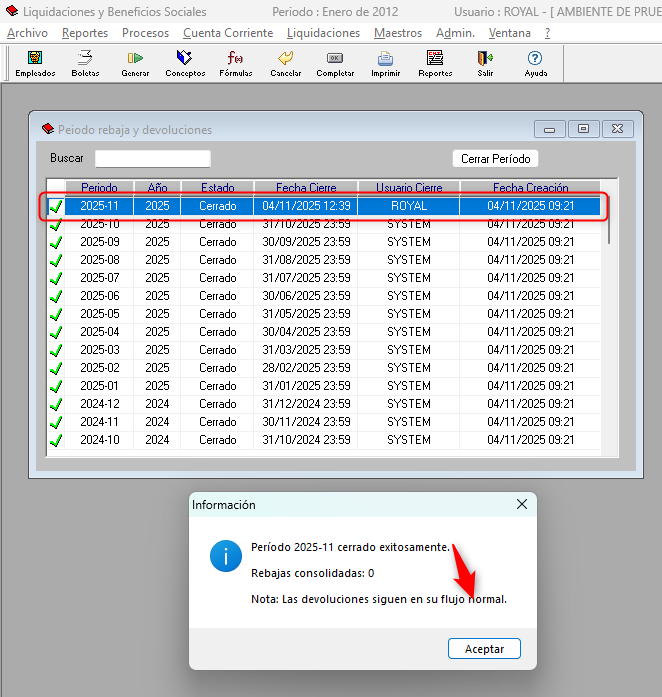 Liquidaciones y Beneficios Sociales Periodo : Enero de 2012 Usuario : ROYAL - [ AMBIENTE DE PRUE
Archivo Reportes Procesos Cuenta Corriente Liquidaciones Maestros Admin. Ventana ?
Empleados Boletas Generar Conceptos Fórmulas Cancelar Completar Imprimir Reportes Salir Ayuda
Peiodo rebaja y devoluciones
Buscar Cerrar Período
Periodo Año Estado Fecha Cierre Usuario Cierre Fecha Creación
2025-11 2025 Cerrado 04/11/2025 12:39 ROYAL 04/11/2025 09:21
2025-10 2025 Cerrado 31/10/2025 23:59 SYSTEM 04/11/2025 09:21
2025-09 2025 Cerrado 30/09/2025 23:59 SYSTEM 04/11/2025 09:21
2025-08 2025 Cerrado 31/08/2025 23:59 SYSTEM 04/11/2025 09:21
2025-07 2025 Cerrado 31/07/2025 23:59 SYSTEM 04/11/2025 09:21
2025-06 2025 Cerrado 30/06/2025 23:59 SYSTEM 04/11/2025 09:21
2025-05 2025 Cerrado 31/05/2025 23:59 SYSTEM 04/11/2025 09:21
2025-04 2025 Cerrado 30/04/2025 23:59 SYSTEM 04/11/2025 09:21
2025-03 2025 Cerrado 31/03/2025 23:59 SYSTEM 04/11/2025 09:21
2025-02 2025 Cerrado 28/02/2025 23:59 SYSTEM 04/11/2025 09:21
2025-01 2025 Cerrado 31/01/2025 23:59 SYSTEM 04/11/2025 09:21
2024-12 2024 Cerrado 31/12/2024 23:59 SYSTEM 04/11/2025 09:21
2024-11 2024 Cerrado 30/11/2024 23:59 SYSTEM 04/11/2025 09:21
2024-10 2024 Cerrado 31/10/2024 23:59 SYSTEM 04/11/2025 09:21
Información
Período 2025-11 cerrado exitosamente.
Rebajas consolidadas: 0
Nota: Las devoluciones siguen en su flujo normal.
Aceptar